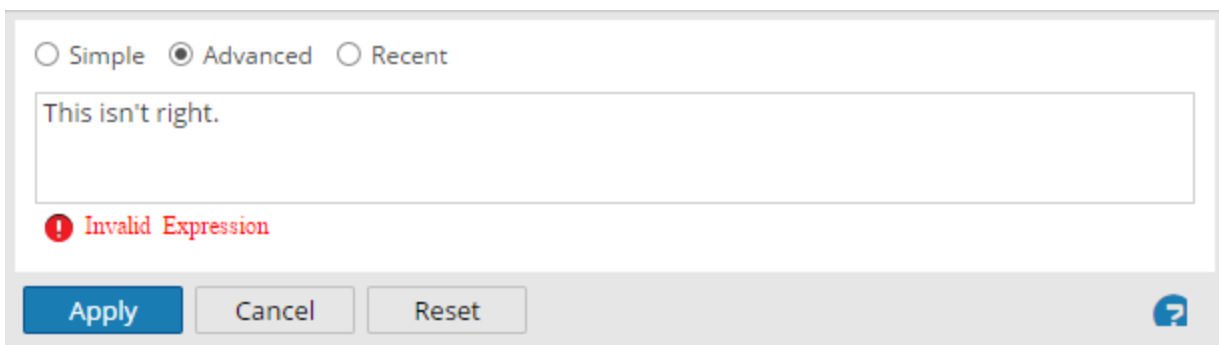 Simple Advanced Recent
This isn't right.
Invalid Expression
Apply Cancel Reset ?